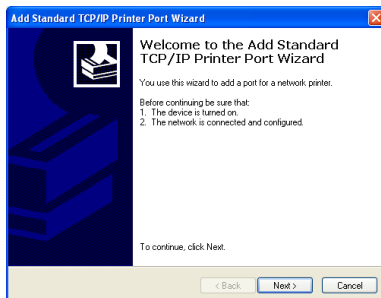 Add Standard TCP/IP Printer Port Wizard
Welcome to the Add Standard
TCP/IP Printer Port Wizard
You use this wizard to add a port for a network printer.
Before continuing be sure that:
1. The device is turned on.
2. The network is connected and configured.
To continue, click Next.
< Back
Next >
Cancel